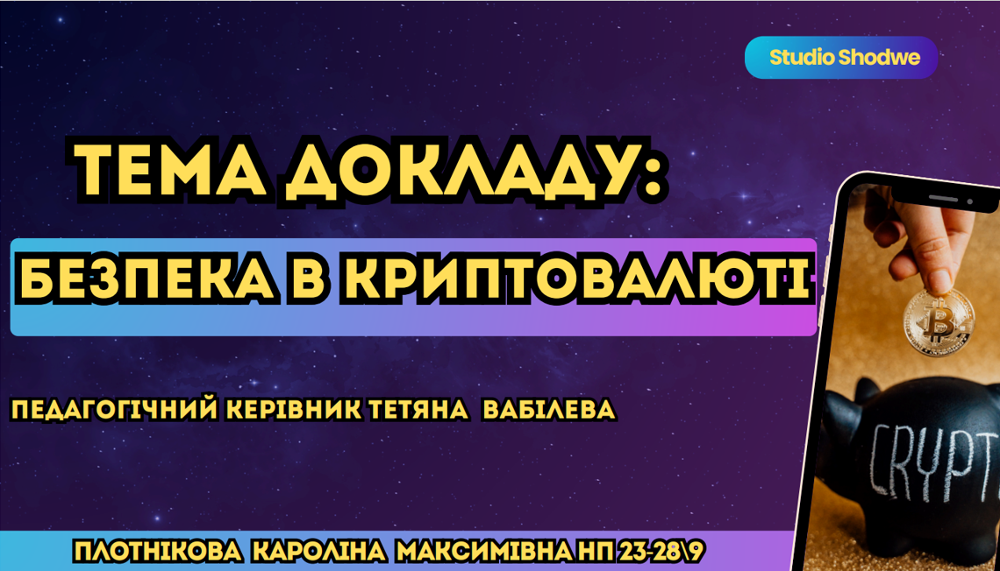 Studio Shodwe
ТЕМА ДОКЛАДУ:
БЕЗПЕКА В КРИПТОВАЛЮТІ
ПЕДАГОГІЧНИЙ КЕРІВНИК ТЕТЯНА ВАБІЛЕВА
CRYPT
ПЛОТНІКОВА КАРОЛІНА МАКСИМІВНА НП 23-28\9